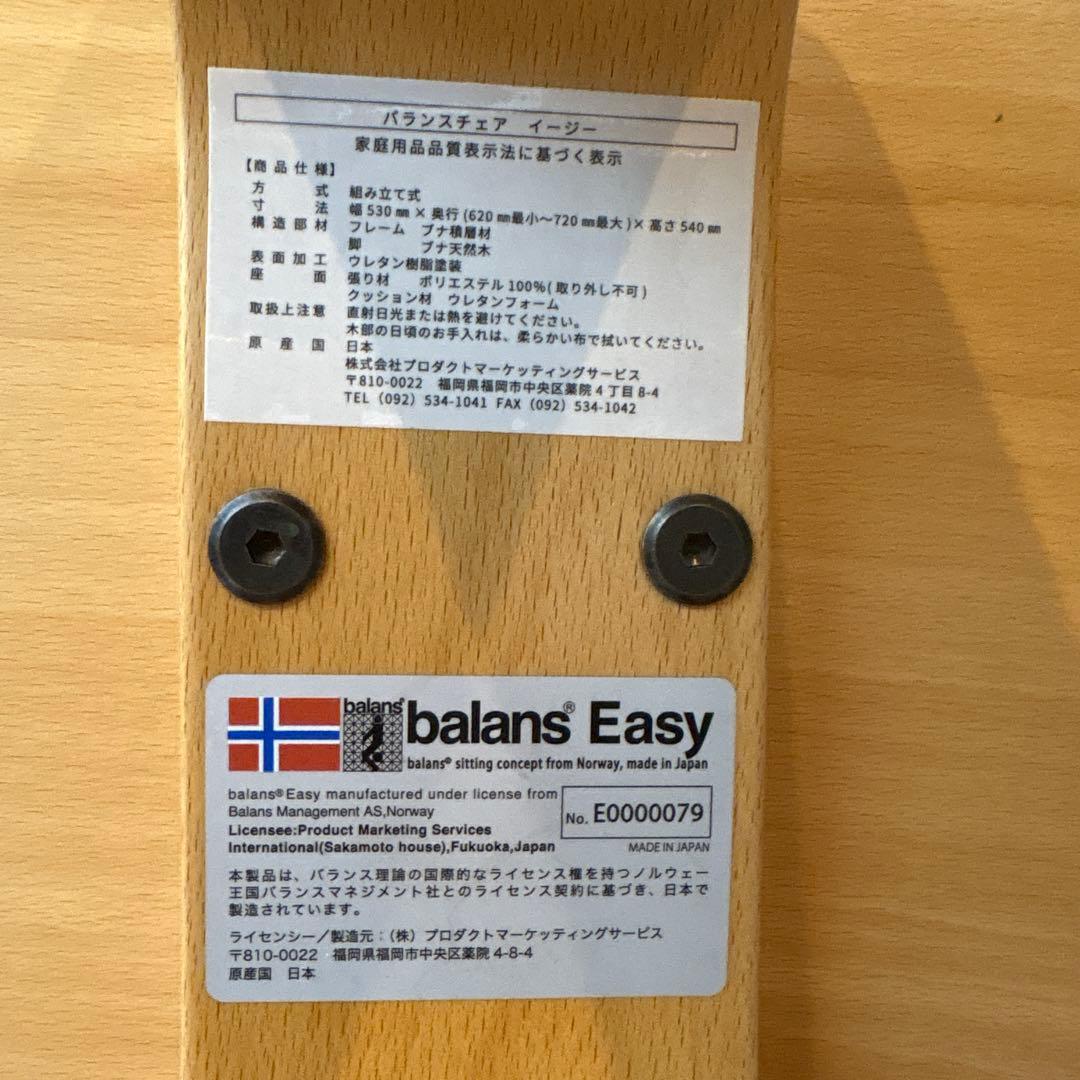 バランスチェア　イージー
家庭用品品質表示法に基づく表示
【商品仕様】
方式　組み立て式
寸法　幅 530 ㎜ × 奥行 (620 ㎜最小～720 ㎜最大 )× 高さ 540 ㎜
構造部材　フレーム　ブナ積層材
脚　ブナ天然木
表面加工　ウレタン樹脂塗装
座面　張り材　ポリエステル 100%( 取り外し不可 )
クッション材　ウレタンフォーム
取扱上注意　直射日光または熱を避けてください。
木部の日頃のお手入れは、柔らかい布で拭いてください。
原産国　日本
株式会社プロダクトマーケッティングサービス
〒810-0022　福岡県福岡市中央区薬院 4 丁目 8-4
TEL（092）534-1041 FAX（092）534-1042
balans®
balans® Easy
balans® sitting concept from Norway, made in Japan
balans® Easy manufactured under license from
Balans Management AS,Norway
Licensee:Product Marketing Services
International(Sakamoto house),Fukuoka,Japan
No. E0000079
MADE IN JAPAN
本製品は、バランス理論の国際的なライセンス権を持つノルウェー
王国バランスマネジメント社とのライセンス契約に基づき、日本で
製造されています。
ライセンシー／製造元：（株）プロダクトマーケッティングサービス
〒810-0022　福岡県福岡市中央区薬院 4-8-4
原産国　日本